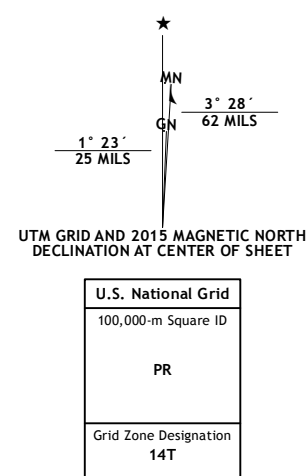 MN
3° 28´
62 MILS
GN
1° 23´
25 MILS
UTM GRID AND 2015 MAGNETIC NORTH
DECLINATION AT CENTER OF SHEET
U.S. National Grid
100,000-m Square ID
PR
Grid Zone Designation
14T